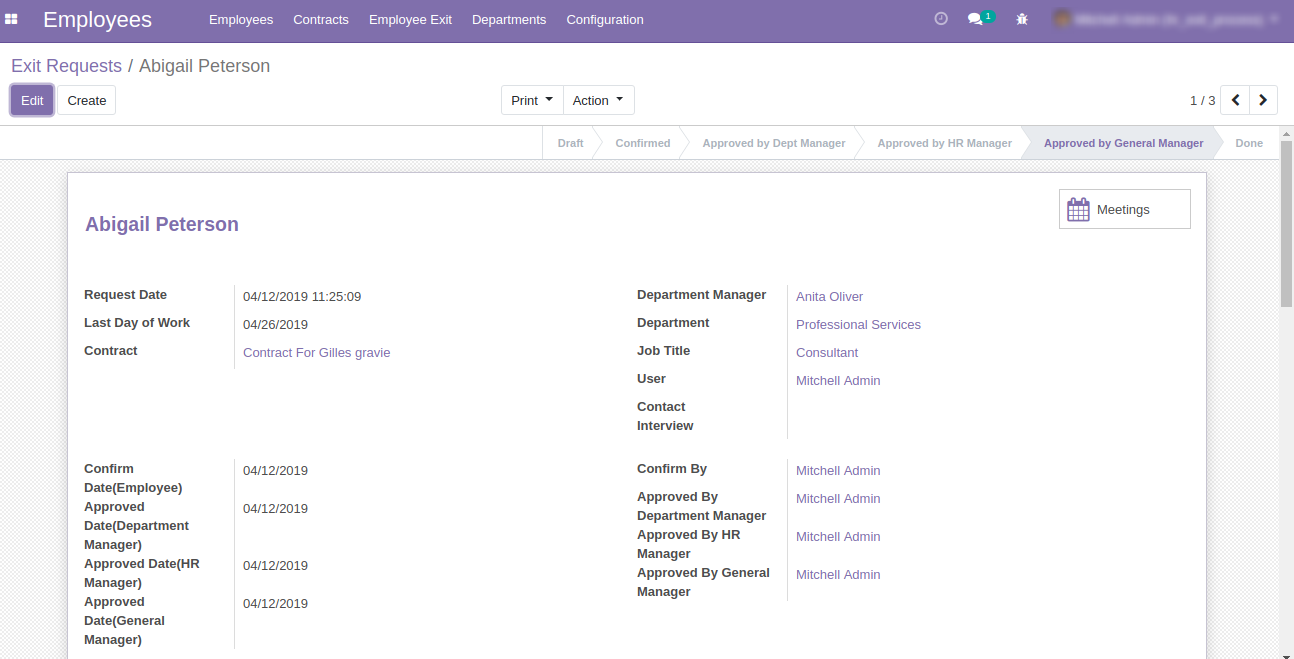 Employees Employees Contracts Employee Exit Departments Configuration 1
Exit Requests / Abigail Peterson
Edit Create Print Action 1 / 3
Draft Confirmed Approved by Dept Manager Approved by HR Manager Approved by General Manager Done
Meetings
Abigail Peterson
Request Date 04/12/2019 11:25:09
Last Day of Work 04/26/2019
Contract Contract For Gilles gravie
Department Manager Anita Oliver
Department Professional Services
Job Title Consultant
User Mitchell Admin
Contact
Interview
Confirm 04/12/2019
Date(Employee)
Approved 04/12/2019
Date(Department
Manager)
Approved Date(HR 04/12/2019
Manager)
Approved 04/12/2019
Date(General
Manager)
Confirm By Mitchell Admin
Approved By Mitchell Admin
Department Manager
Approved By HR Mitchell Admin
Manager
Approved By General Mitchell Admin
Manager